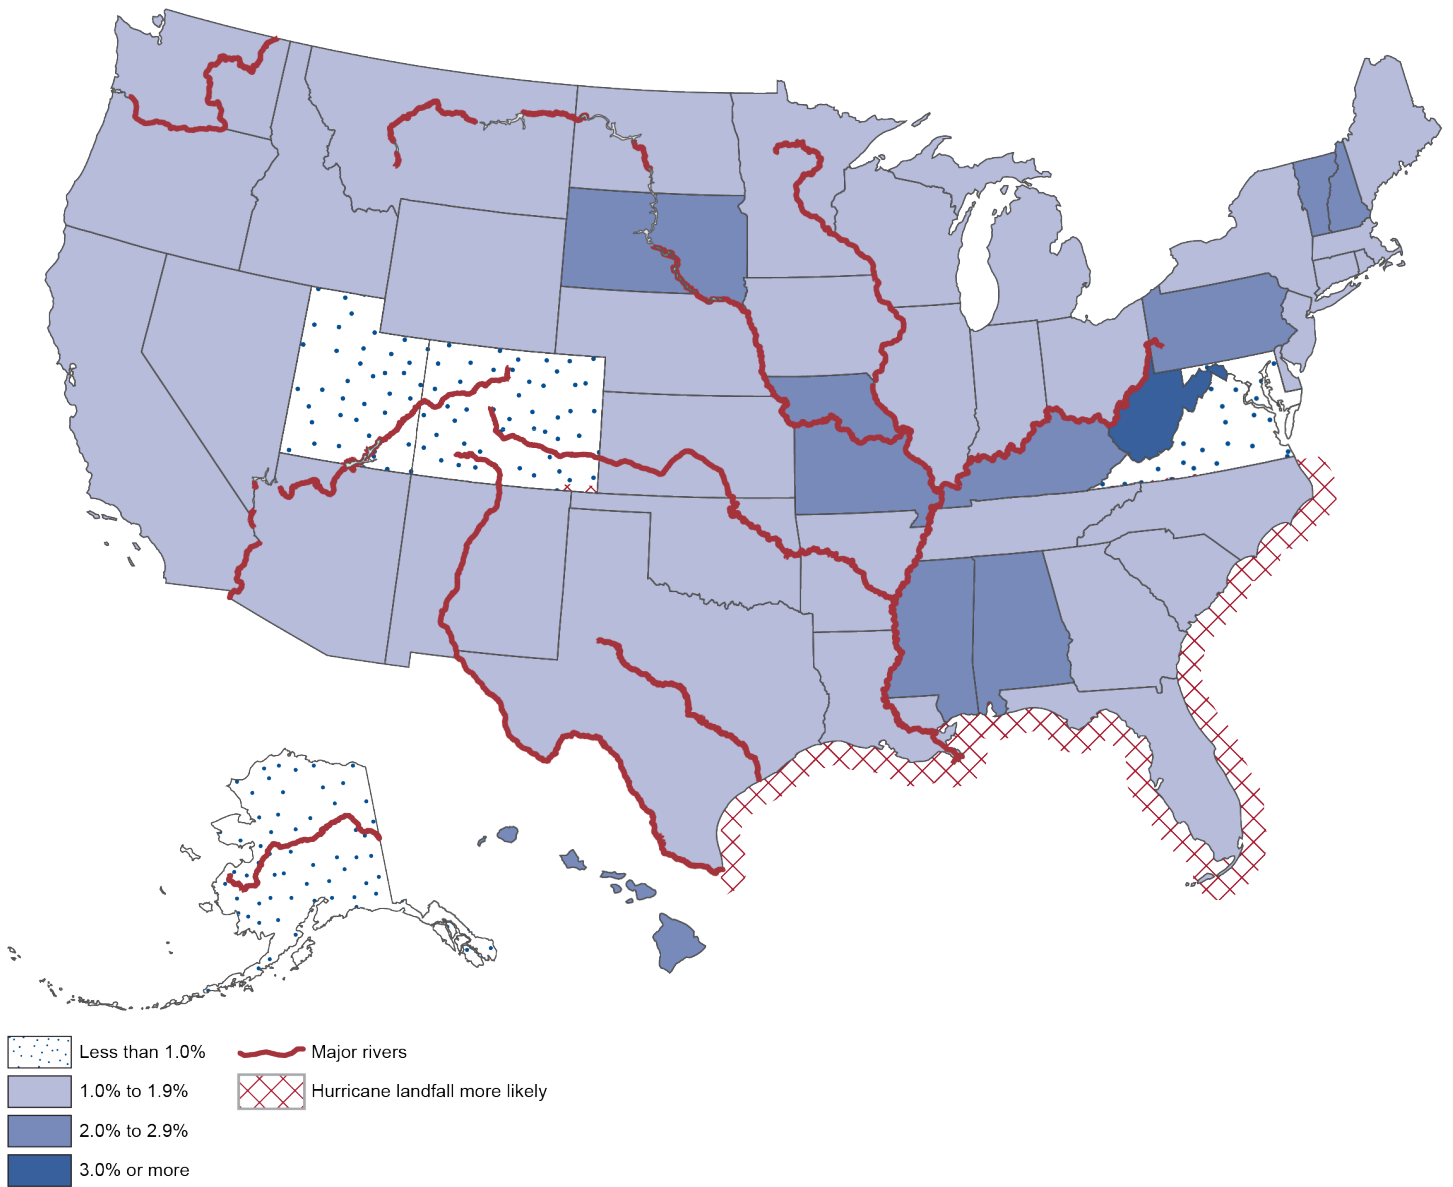 Less than 1.0%
1.0% to 1.9%
2.0% to 2.9%
3.0% or more
Major rivers
Hurricane landfall more likely